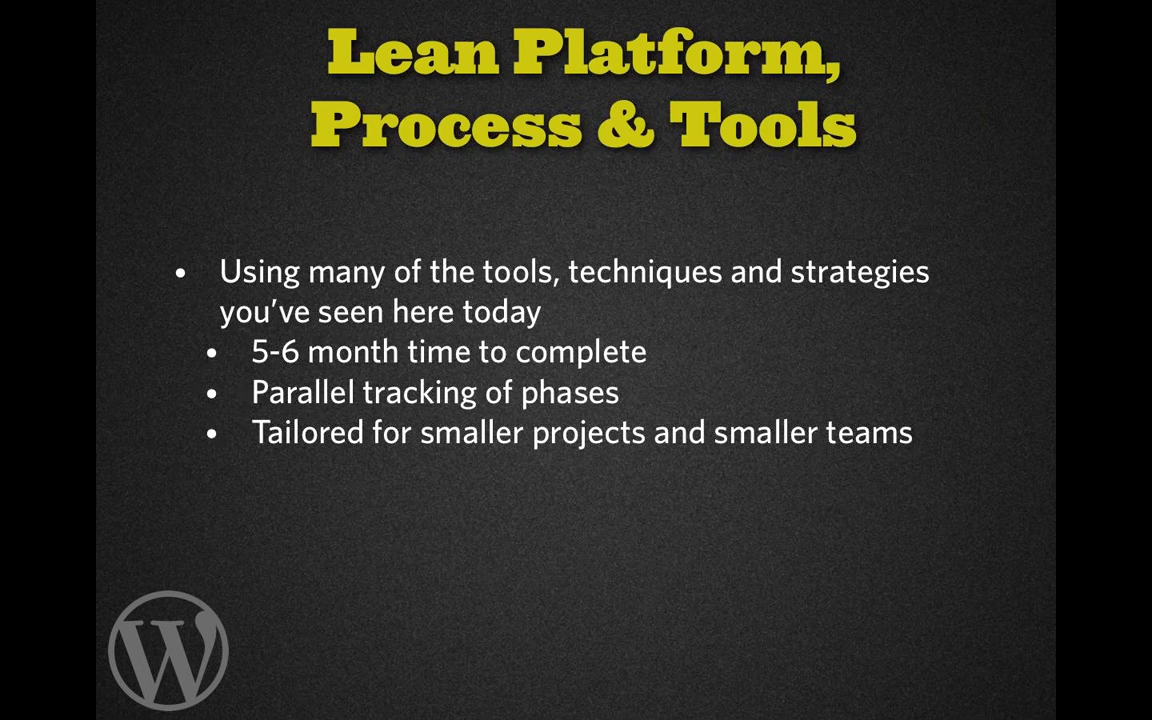 Lean Platform,
Process & Tools
• Using many of the tools, techniques and strategies
you've seen here today
• 5-6 month time to complete
• Parallel tracking of phases
• Tailored for smaller projects and smaller teams
W